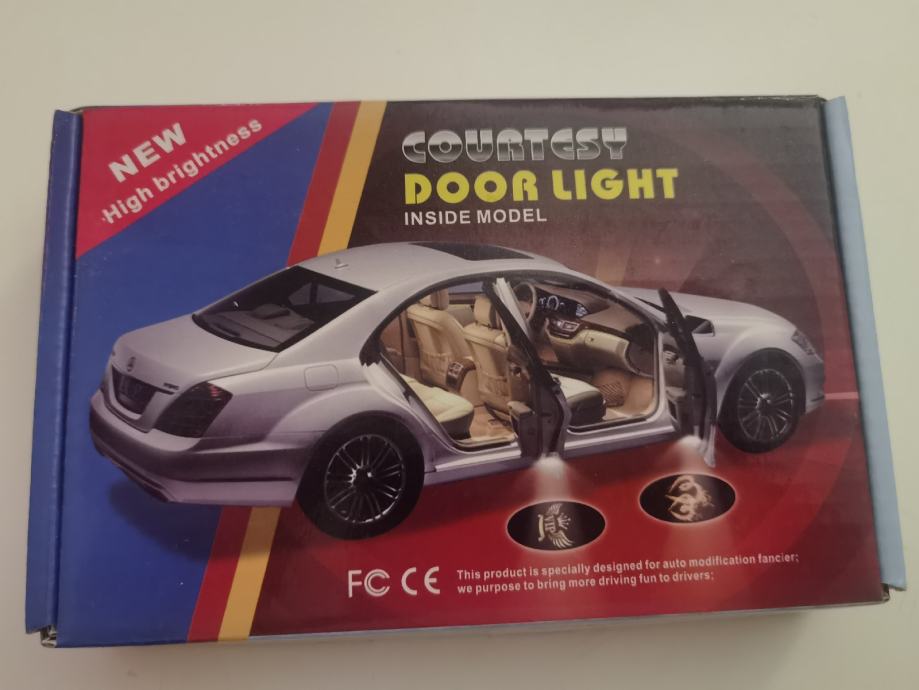 NEW
High brightness
COURTESY
DOOR LIGHT
INSIDE MODEL
VIP
FC CE
This product is specially designed for auto modification fancier;
we purpose to bring more driving fun to drivers;